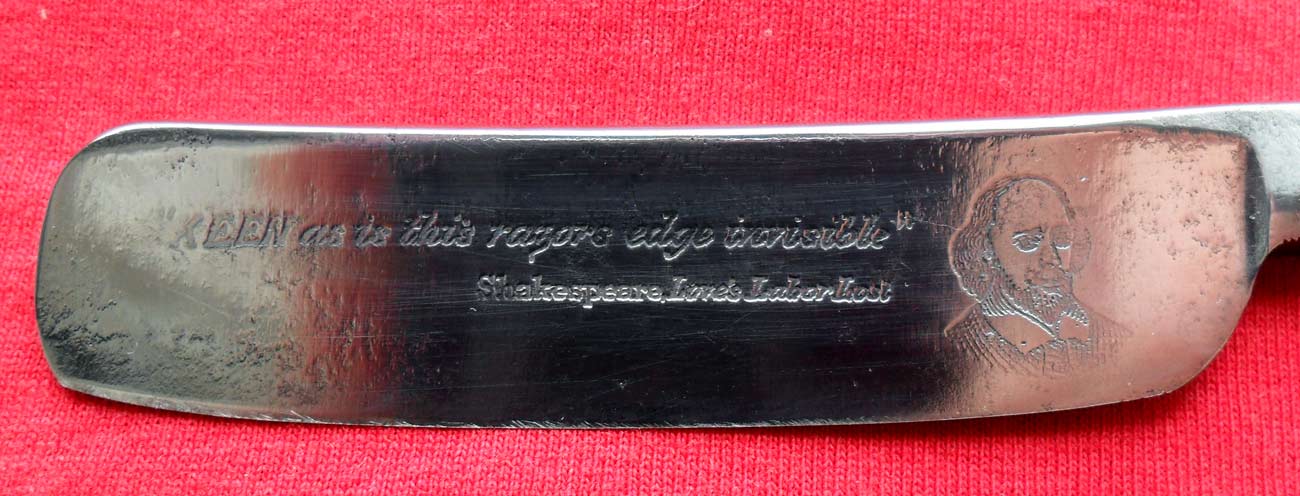 "KEEN as is this razors edge invisible"
Shakespeare, Love's Labor Lost